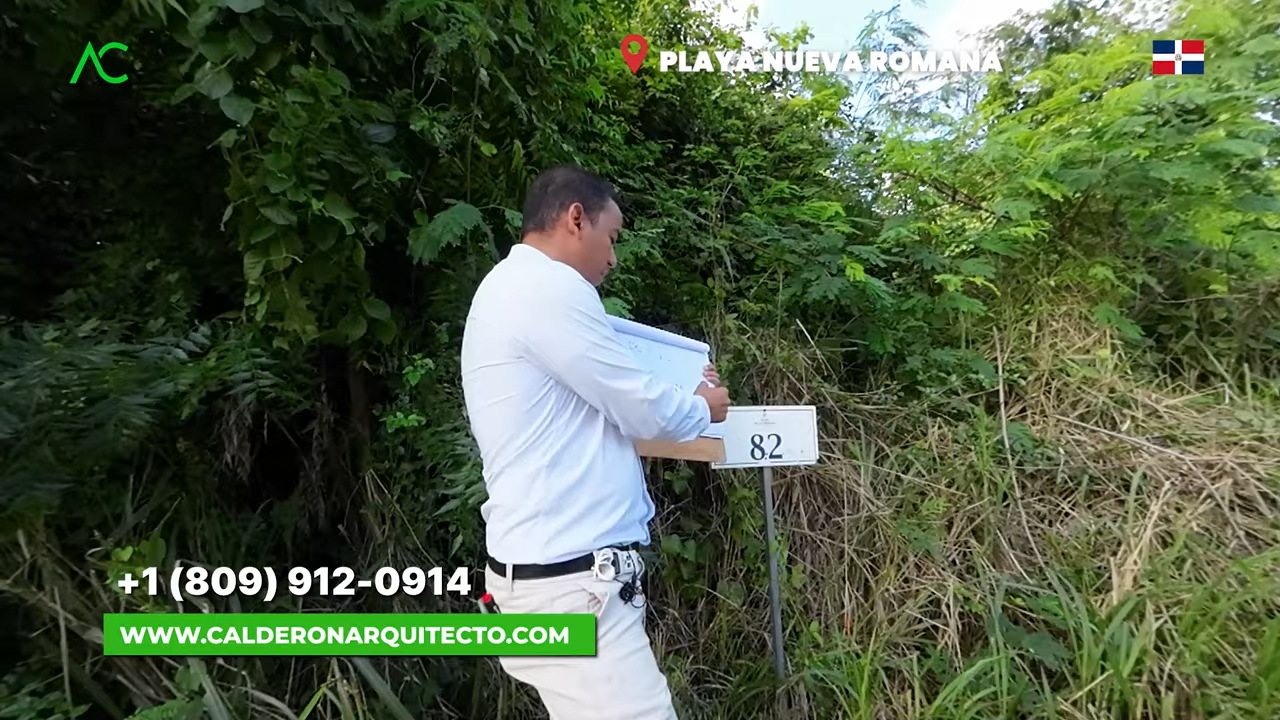 AC
PLAYA NUEVA ROMANA
82
+1 (809) 912-0914
WWW.CALDERONARQUITECTO.COM